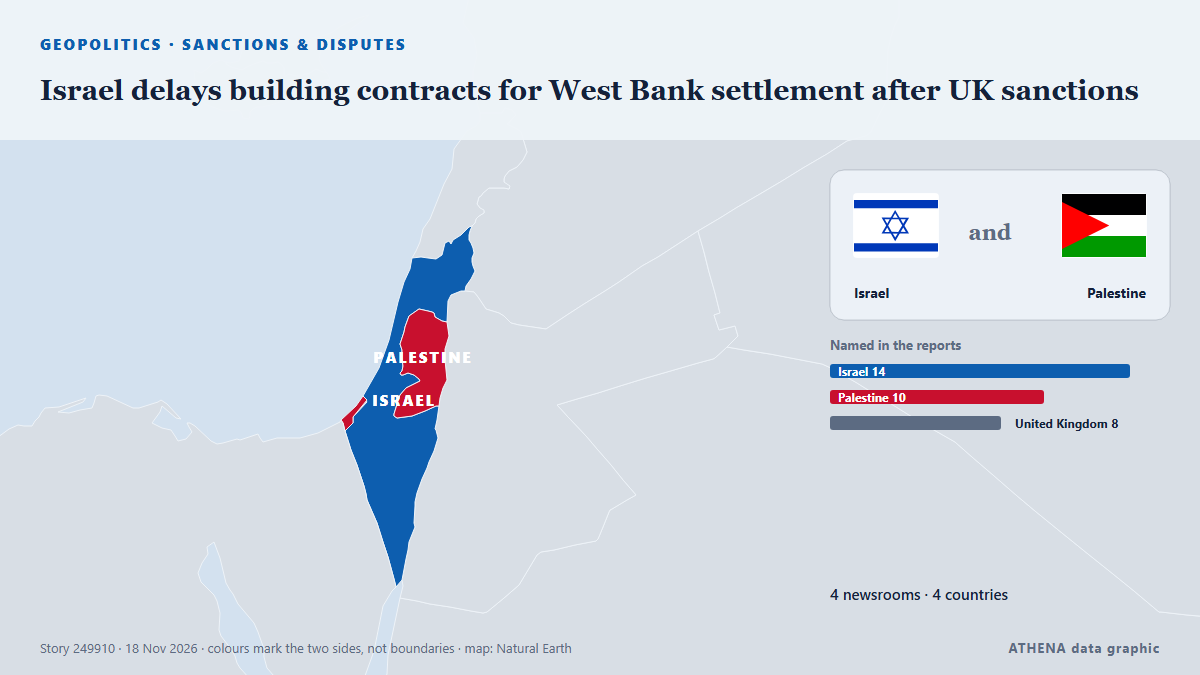 GEOPOLITICS · SANCTIONS & DISPUTES
Israel delays building contracts for West Bank settlement after UK sanctions
and
Israel
Palestine
PALESTINE
ISRAEL
Named in the reports
Israel 14
Palestine 10
United Kingdom 8
4 newsrooms · 4 countries
Story 249910 · 18 Nov 2026 · colours mark the two sides, not boundaries · map: Natural Earth
ATHENA data graphic